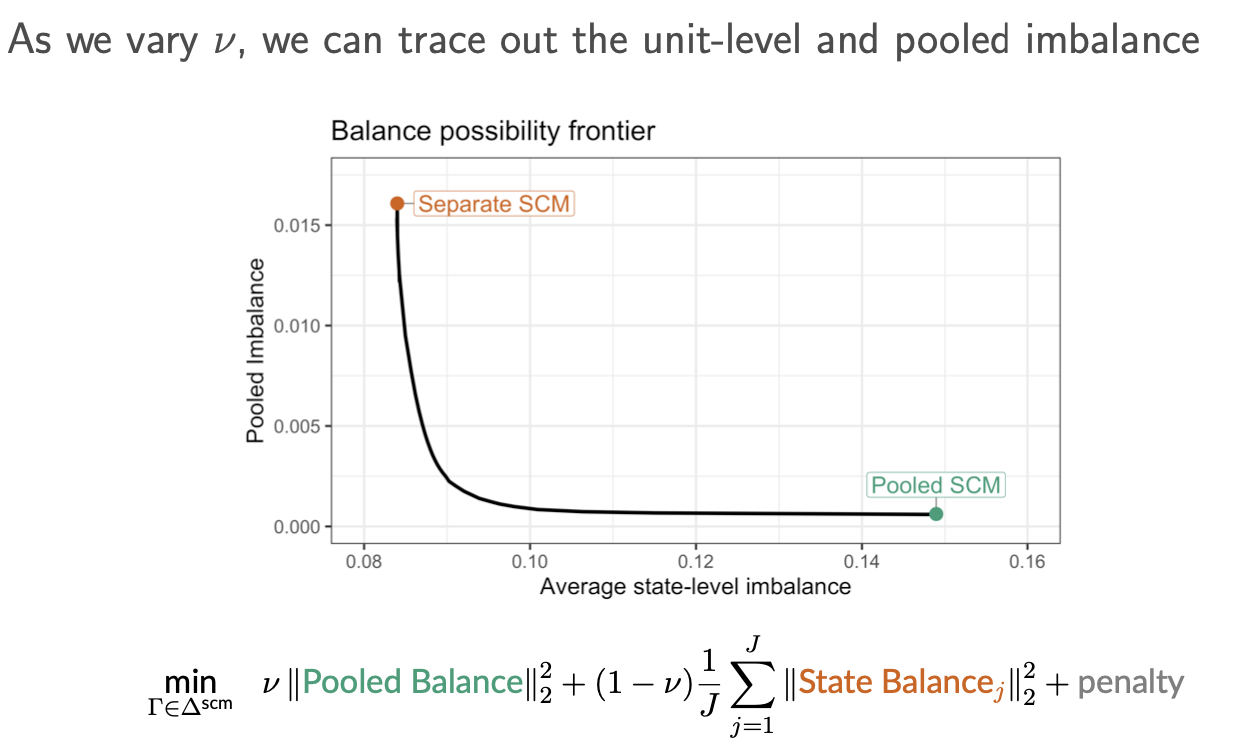 As we vary ν, we can trace out the unit-level and pooled imbalance
Balance possibility frontier
Separate SCM
0.015
0.010
0.005
0.000
Pooled Imbalance
Pooled SCM
0.08 0.10 0.12 0.14 0.16
Average state-level imbalance
min_{Γ∈Δ^scm} ν ‖Pooled Balance‖₂² + (1 − ν) 1/J ∑_{j=1}^{J} ‖State Balance_j‖₂² + penalty